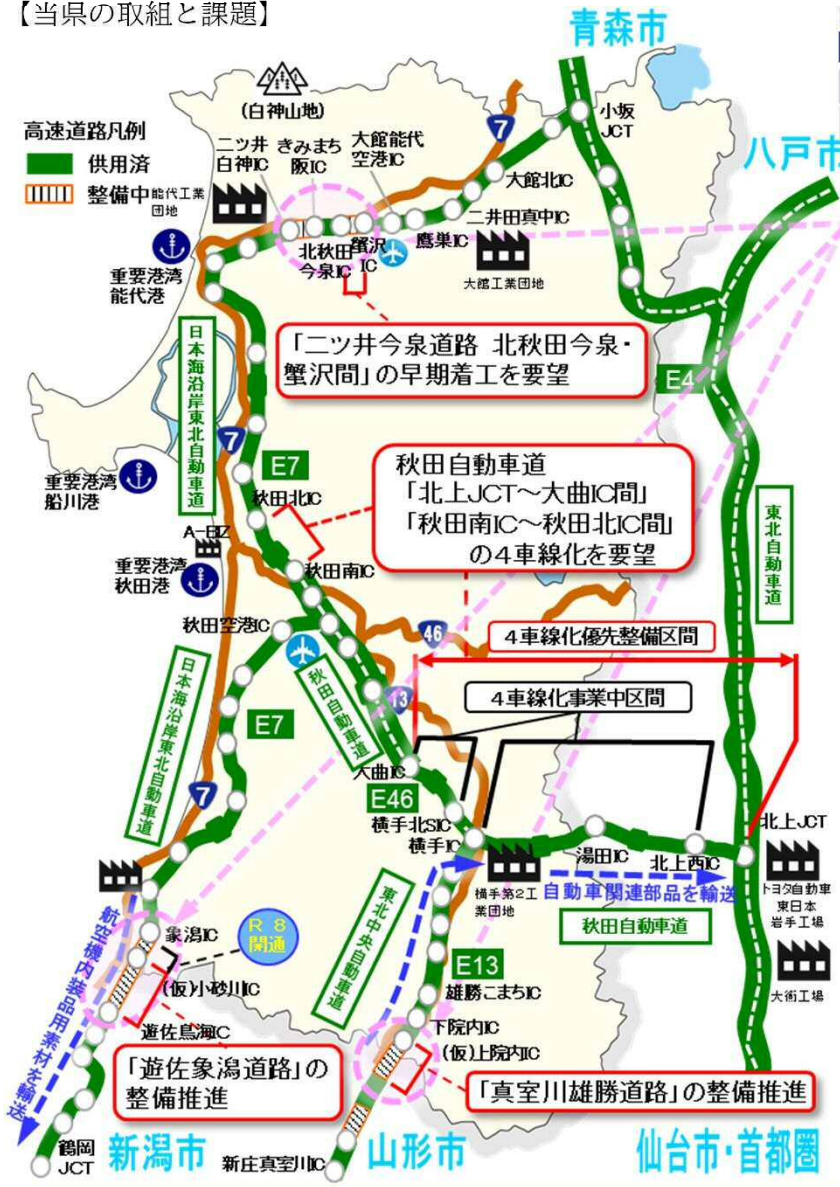 【当県の取組と課題】
青森市
(白神山地)
小坂
JCT
高速道路凡例
供用済
整備中
二ツ井
白神IC
きみまち
阪IC
大館能代
空港IC
7
八戸市
大館北IC
能代工業
団地
二井田真中IC
北秋田
今泉IC
蟹沢
IC
鷹巣IC
大館工業団地
重要港湾
能代港
「二ツ井今泉道路 北秋田今泉・
蟹沢間」の早期着工を要望
E4
日本海沿岸東北自動車道
7
E7
重要港湾
船川港
秋田北IC
秋田自動車道
「北上JCT～大曲IC間」
「秋田南IC～秋田北IC間」
の4車線化を要望
東北自動車道
A-BIZ
重要港湾
秋田港
秋田南IC
秋田空港IC
46
4車線化優先整備区間
日本海沿岸東北自動車道
秋田自動車道
13
4車線化事業中区間
E7
7
大曲IC
E46
横手北SIC
横手IC
湯田IC
北上西IC
北上JCT
横手第2工
業団地
自動車関連部品を輸送
トヨタ自動車
東日本
岩手工場
秋田自動車道
航空機内装品用素材を輸送
象潟IC
R8
開通
東北中央自動車道
E13
大衡工場
(仮)小砂川IC
雄勝こまちIC
遊佐鳥海IC
下院内IC
(仮)上院内IC
「遊佐象潟道路」の
整備推進
「真室川雄勝道路」の整備推進
鶴岡
JCT
新潟市
新庄真室川IC
山形市
仙台市・首都圏